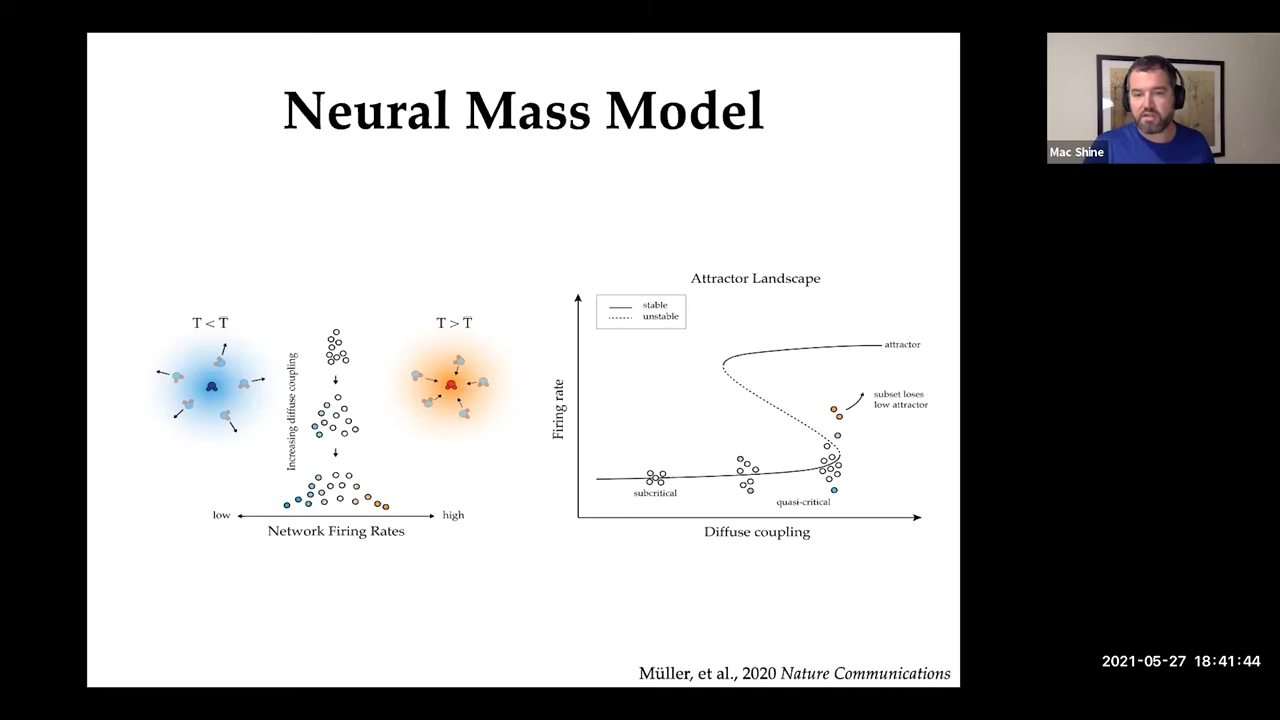 Neural Mass Model
Mac Shine
Attractor Landscape
stable
unstable
T < T̅
T > T̅
Increasing diffuse coupling
attractor
subset loses
low attractor
Firing rate
subcritical
quasi-critical
low
high
Network Firing Rates
Diffuse coupling
Müller, et al., 2020 Nature Communications
2021-05-27 18:41:44